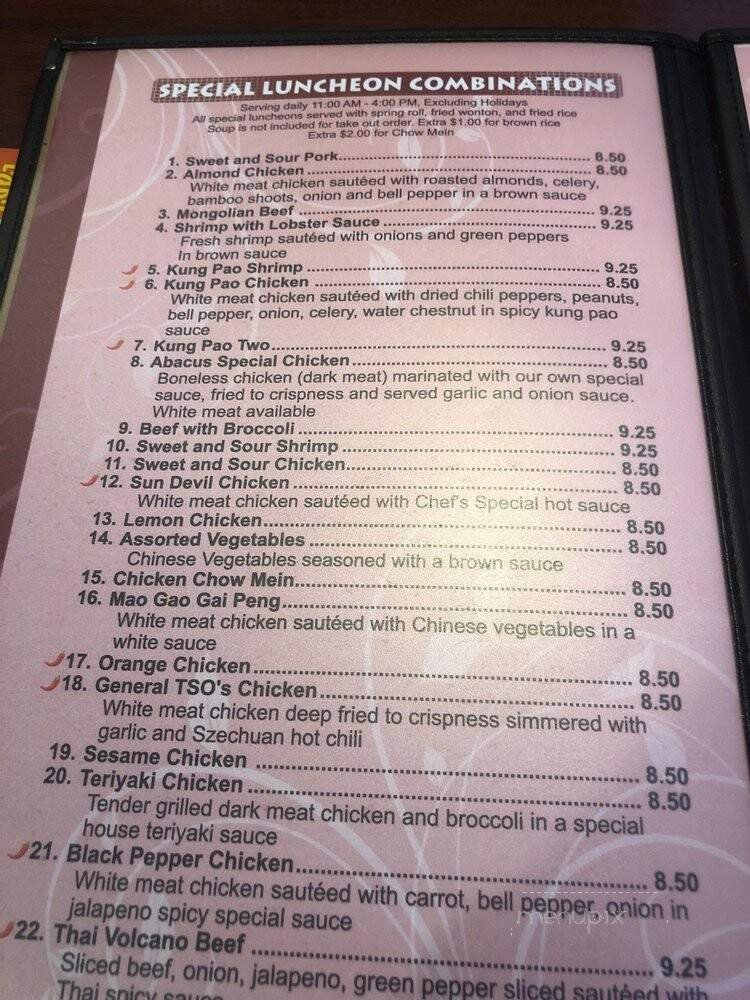 SPECIAL LUNCHEON COMBINATIONS
Serving daily 11:00 AM - 4:00 PM, Excluding Holidays
All special luncheons served with spring roll, fried wonton, and fried rice
Soup is not included for take out order. Extra $1.00 for brown rice
Extra $2.00 for Chow Mein
1. Sweet and Sour Pork 8.50
2. Almond Chicken 8.50
White meat chicken sautéed with roasted almonds, celery,
bamboo shoots, onion and bell pepper in a brown sauce
3. Mongolian Beef 9.25
4. Shrimp with Lobster Sauce 9.25
Fresh shrimp sautéed with onions and green peppers
In brown sauce
5. Kung Pao Shrimp 9.25
6. Kung Pao Chicken 8.50
White meat chicken sautéed with dried chili peppers, peanuts,
bell pepper, onion, celery, water chestnut in spicy kung pao
sauce
7. Kung Pao Two 9.25
8. Abacus Special Chicken 8.50
Boneless chicken (dark meat) marinated with our own special
sauce, fried to crispness and served garlic and onion sauce.
White meat available
9. Beef with Broccoli 9.25
10. Sweet and Sour Shrimp 9.25
11. Sweet and Sour Chicken 8.50
12. Sun Devil Chicken 8.50
White meat chicken sautéed with Chef's Special hot sauce
13. Lemon Chicken 8.50
14. Assorted Vegetables 8.50
Chinese Vegetables seasoned with a brown sauce
15. Chicken Chow Mein 8.50
16. Mao Gao Gai Peng 8.50
White meat chicken sautéed with Chinese vegetables in a
white sauce
17. Orange Chicken 8.50
18. General TSO's Chicken 8.50
White meat chicken deep fried to crispness simmered with
garlic and Szechuan hot chili
19. Sesame Chicken 8.50
20. Teriyaki Chicken 8.50
Tender grilled dark meat chicken and broccoli in a special
house teriyaki sauce
21. Black Pepper Chicken 8.50
White meat chicken sautéed with carrot, bell pepper, onion in
jalapeno spicy special sauce
menupix
22. Thai Volcano Beef 9.25
Sliced beef, onion, jalapeno, green pepper sliced sautéed with
Thai spicy sauce